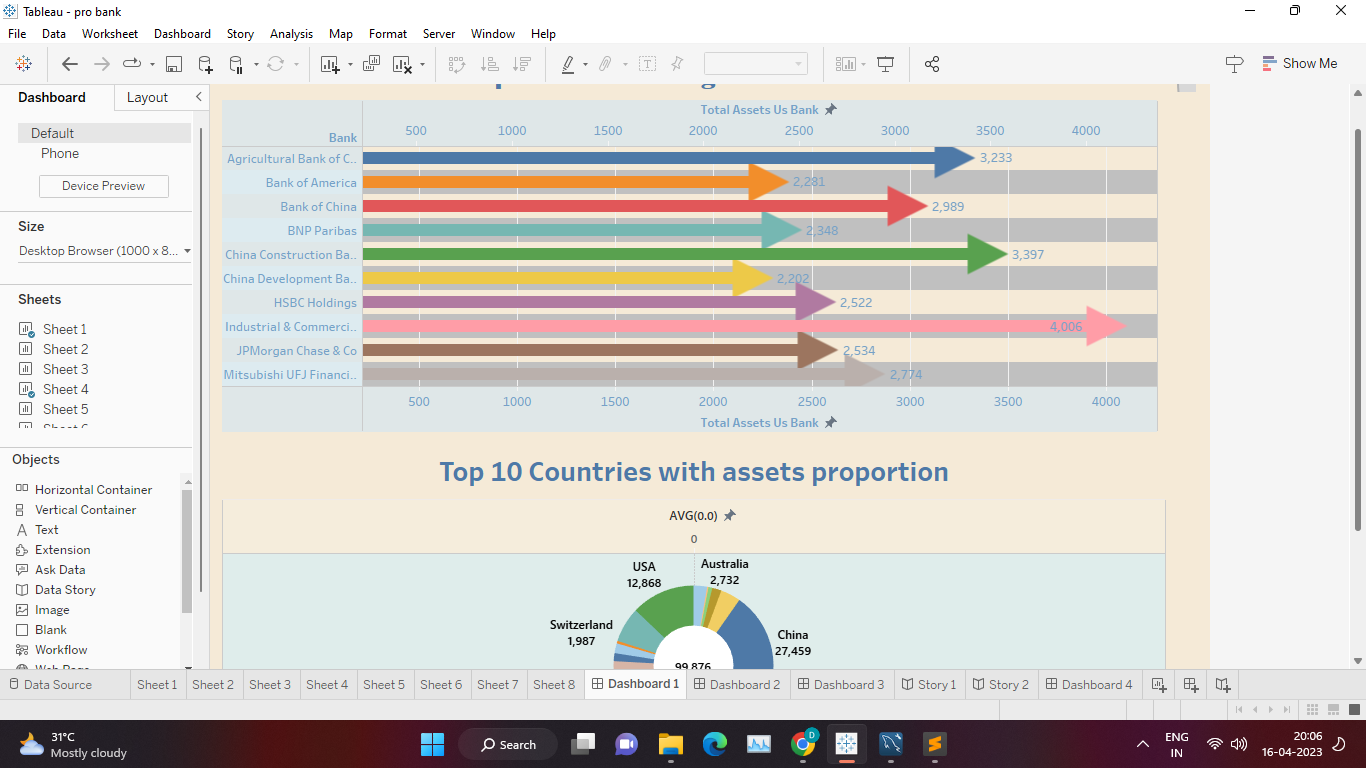 Tableau - pro bank
File Data Worksheet Dashboard Story Analysis Map Format Server Window Help
Show Me
Dashboard Layout
Default
Phone
Device Preview
Size
Desktop Browser (1000 x 8...
Sheets
Sheet 1
Sheet 2
Sheet 3
Sheet 4
Sheet 5
Objects
Horizontal Container
Vertical Container
Text
Extension
Ask Data
Data Story
Image
Blank
Workflow
Web Page
Total Assets Us Bank
Bank 500 1000 1500 2000 2500 3000 3500 4000
Agricultural Bank of C.. 3,233
Bank of America 2,281
Bank of China 2,989
BNP Paribas 2,348
China Construction Ba.. 3,397
China Development Ba.. 2,202
HSBC Holdings 2,522
Industrial & Commerci.. 4,006
JPMorgan Chase & Co 2,534
Mitsubishi UFJ Financi.. 2,774
500 1000 1500 2000 2500 3000 3500 4000
Total Assets Us Bank
Top 10 Countries with assets proportion
AVG(0.0)
0
USA
12,868
Australia
2,732
Switzerland
1,987
China
27,459
99,876
Data Source Sheet 1 Sheet 2 Sheet 3 Sheet 4 Sheet 5 Sheet 6 Sheet 7 Sheet 8 Dashboard 1 Dashboard 2 Dashboard 3 Story 1 Story 2 Dashboard 4
31°C
Mostly cloudy
Search
D
ENG
IN
20:06
16-04-2023